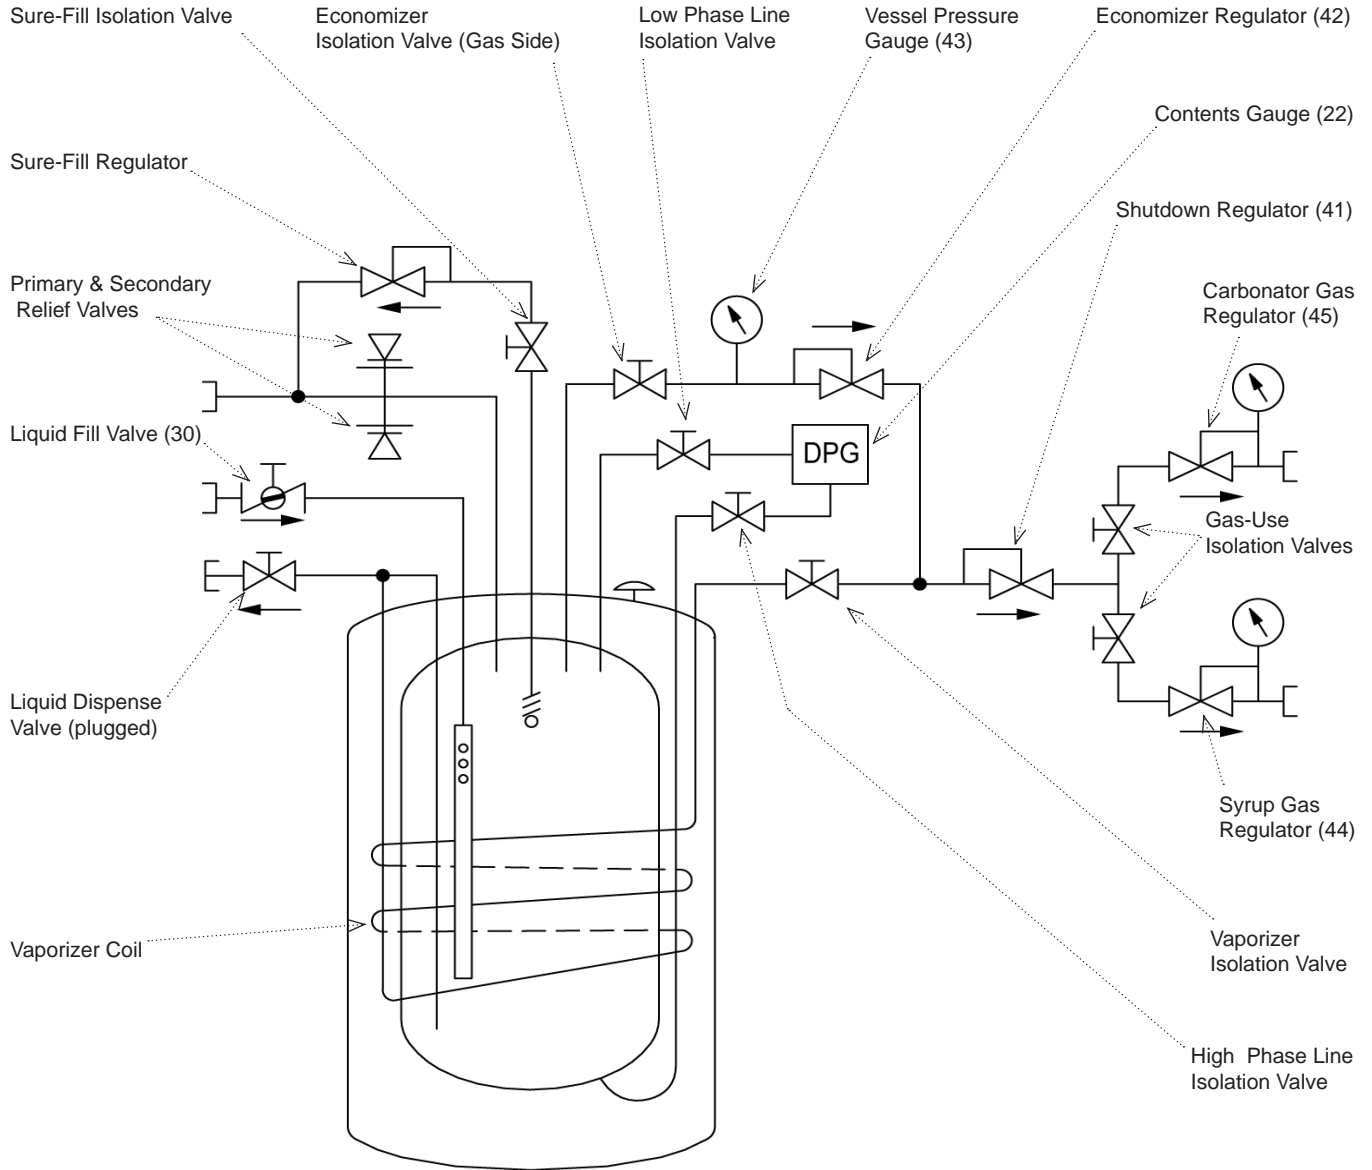 Sure-Fill Isolation Valve
Economizer
Isolation Valve (Gas Side)
Low Phase Line
Isolation Valve
Vessel Pressure
Gauge (43)
Economizer Regulator (42)
Contents Gauge (22)
Sure-Fill Regulator
Shutdown Regulator (41)
Primary & Secondary
Relief Valves
Carbonator Gas
Regulator (45)
Liquid Fill Valve (30)
DPG
Gas-Use
Isolation Valves
Liquid Dispense
Valve (plugged)
Syrup Gas
Regulator (44)
Vaporizer Coil
Vaporizer
Isolation Valve
High Phase Line
Isolation Valve